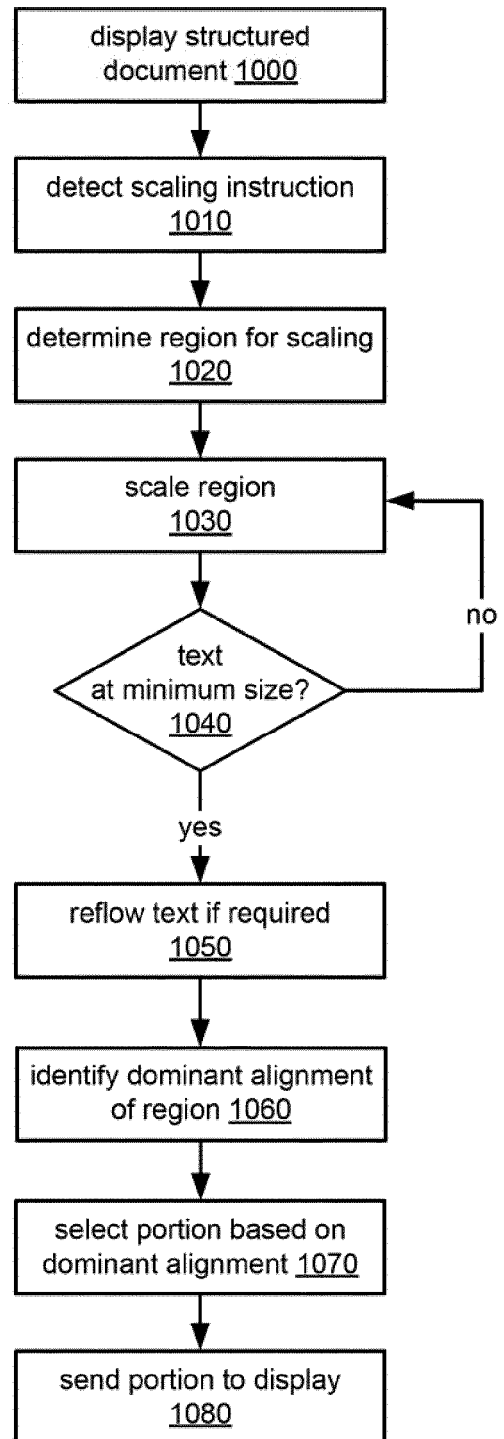 display structured
document 1000
detect scaling instruction
1010
determine region for scaling
1020
scale region
1030
no
text
at minimum size?
1040
yes
reflow text if required
1050
identify dominant alignment
of region 1060
select portion based on
dominant alignment 1070
send portion to display
1080